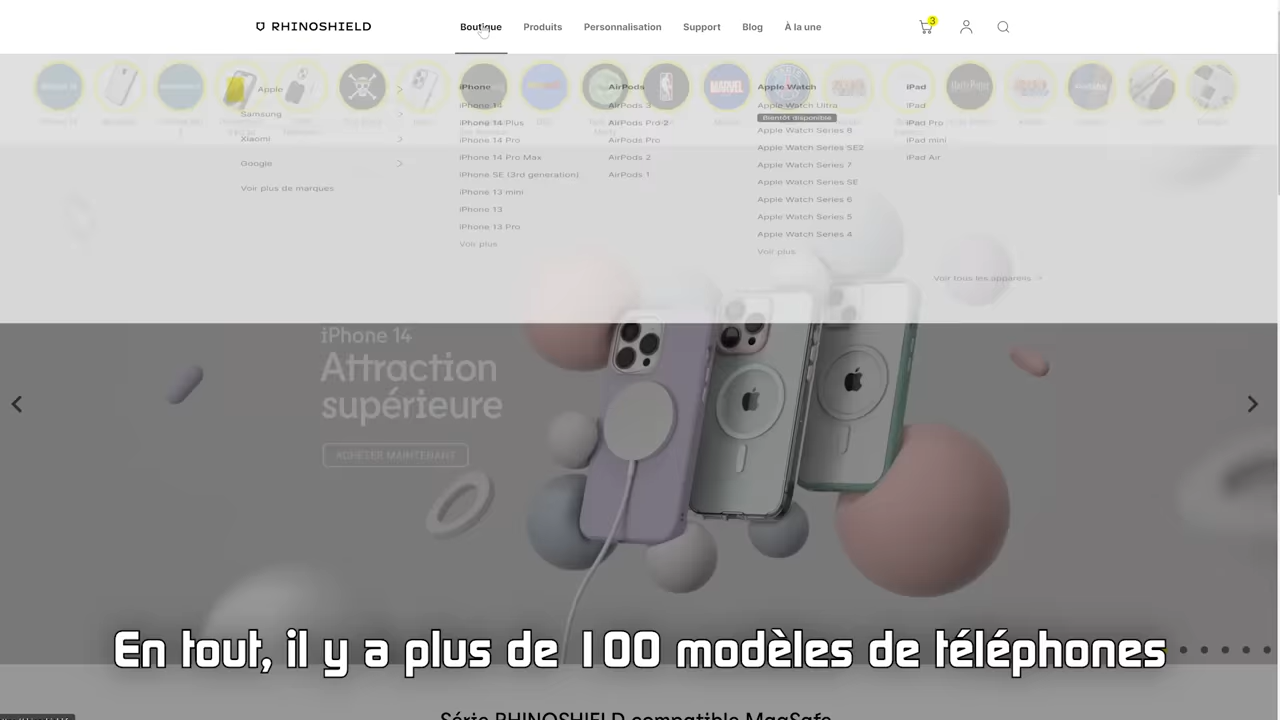 RHINOSHIELD
Boutique Produits Personnalisation Support Blog À la une
3
Apple
Samsung
Xiaomi
Google
Voir plus de marques
iPhone
iPhone 14
iPhone 14 Plus
iPhone 14 Pro
iPhone 14 Pro Max
iPhone SE (3rd generation)
iPhone 13 mini
iPhone 13
iPhone 13 Pro
Voir plus
AirPods
AirPods 3
AirPods Pro 2
AirPods Pro
AirPods 2
AirPods 1
Apple Watch
Apple Watch Ultra
Bientôt disponible
Apple Watch Series 8
Apple Watch Series SE2
Apple Watch Series 7
Apple Watch Series SE
Apple Watch Series 6
Apple Watch Series 5
Apple Watch Series 4
Voir plus
iPad
iPad
iPad Pro
iPad mini
iPad Air
Voir tous les appareils →
MARVEL
iPhone 14
Attraction
supérieure
ACHETER MAINTENANT
En tout, il y a plus de 100 modèles de téléphones
Série RHINOSHIELD compatible MagSafe